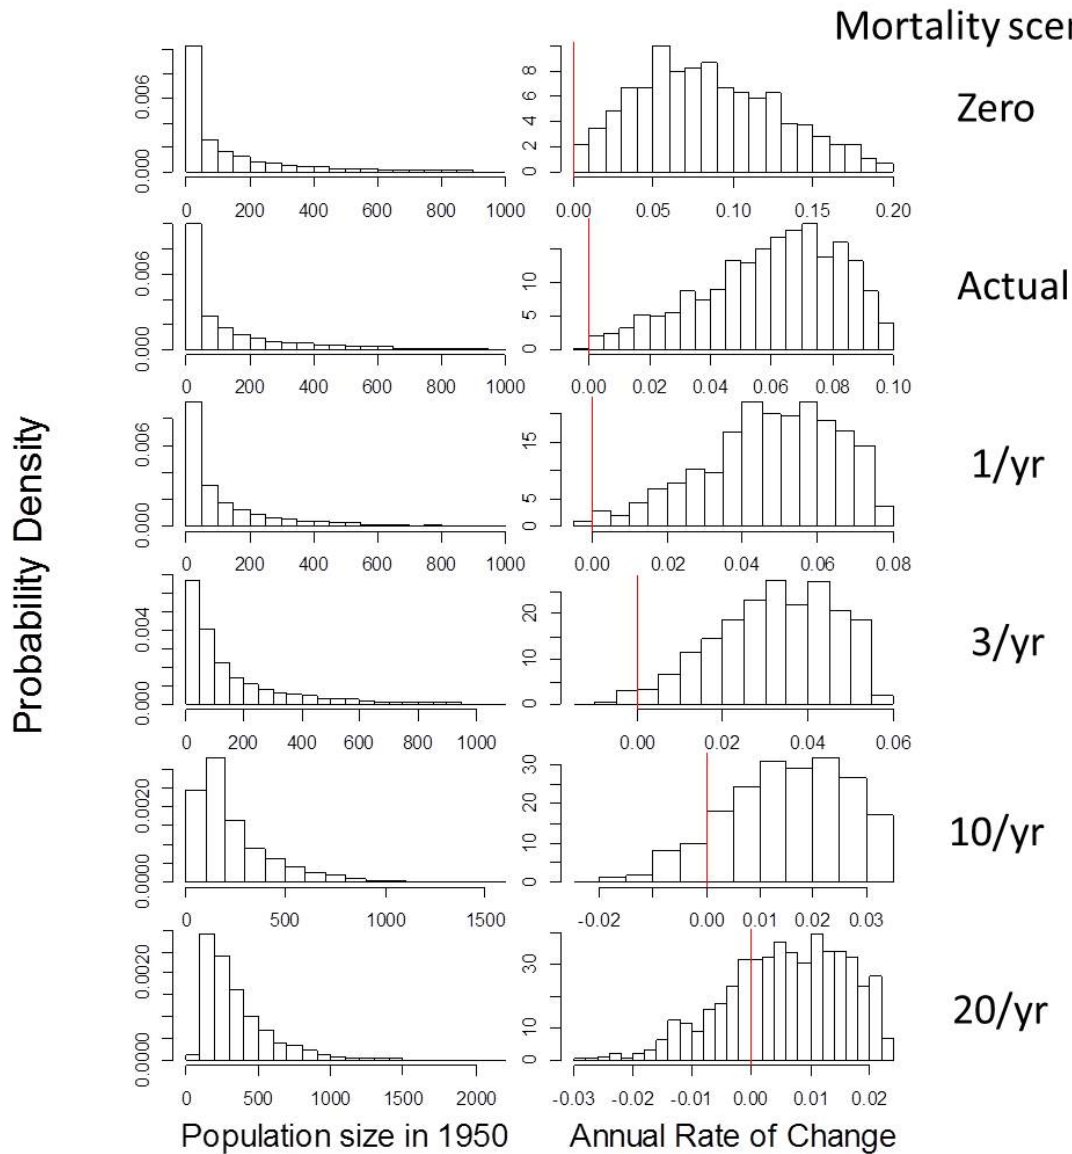 Mortality
Probability Density
0.000 0.006
0 200 400 600 800 1000
0 2 4 6 8
0.00 0.05 0.10 0.15 0.20
Zero
0.000 0.006
0 200 400 600 800 1000
0 5 10
0.00 0.02 0.04 0.06 0.08 0.10
Actual
0.000 0.006
0 200 400 600 800 1000
0 5 15
0.00 0.02 0.04 0.06 0.08
1/yr
0.000 0.004
0 200 400 600 800 1000
0 10 20
0.00 0.02 0.04 0.06
3/yr
0.0000 0.0020
0 500 1000 1500
0 10 20 30
-0.02 0.00 0.01 0.02 0.03
10/yr
0.0000 0.0020
0 500 1000 1500 2000
0 10 30
-0.03 -0.02 -0.01 0.00 0.01 0.02
20/yr
Population size in 1950
Annual Rate of Change